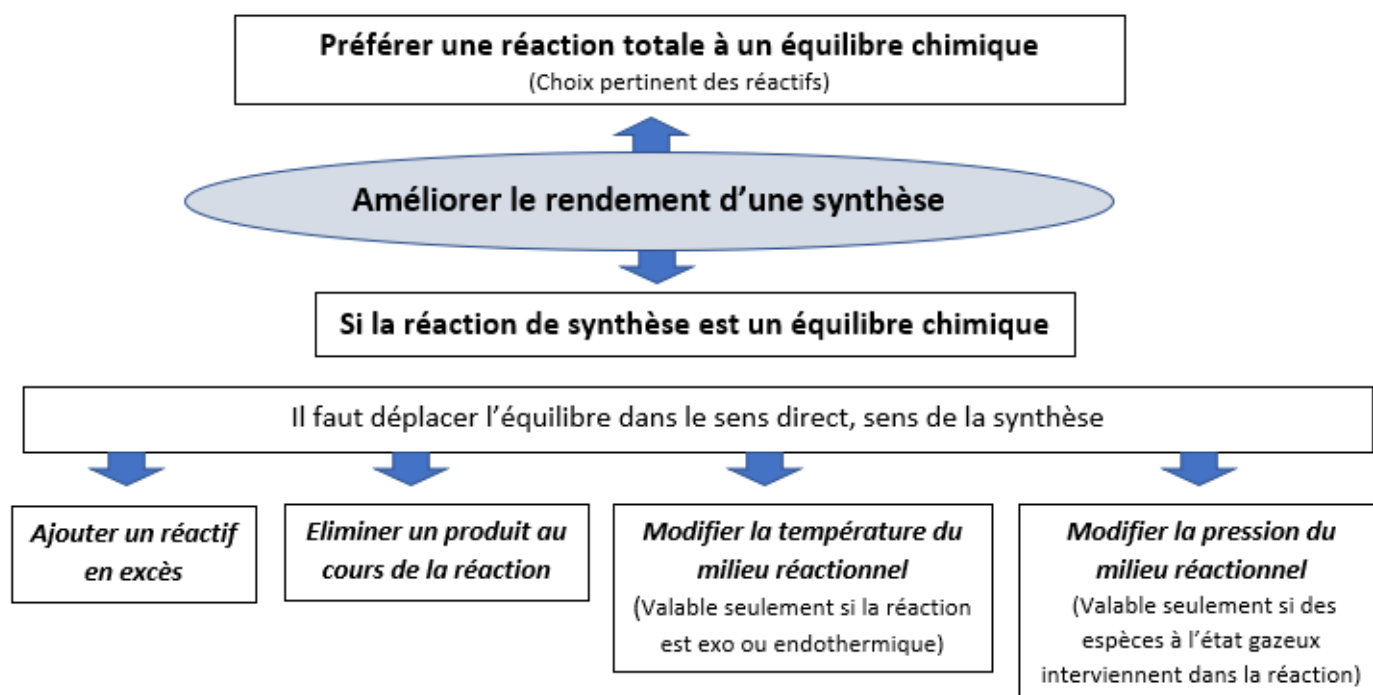 Préférer une réaction totale à un équilibre chimique
(Choix pertinent des réactifs)
Améliorer le rendement d’une synthèse
Si la réaction de synthèse est un équilibre chimique
Il faut déplacer l’équilibre dans le sens direct, sens de la synthèse
Ajouter un réactif
en excès
Eliminer un produit au
cours de la réaction
Modifier la température du
milieu réactionnel
(Valable seulement si la réaction
est exo ou endothermique)
Modifier la pression du
milieu réactionnel
(Valable seulement si des
espèces à l’état gazeux
interviennent dans la réaction)